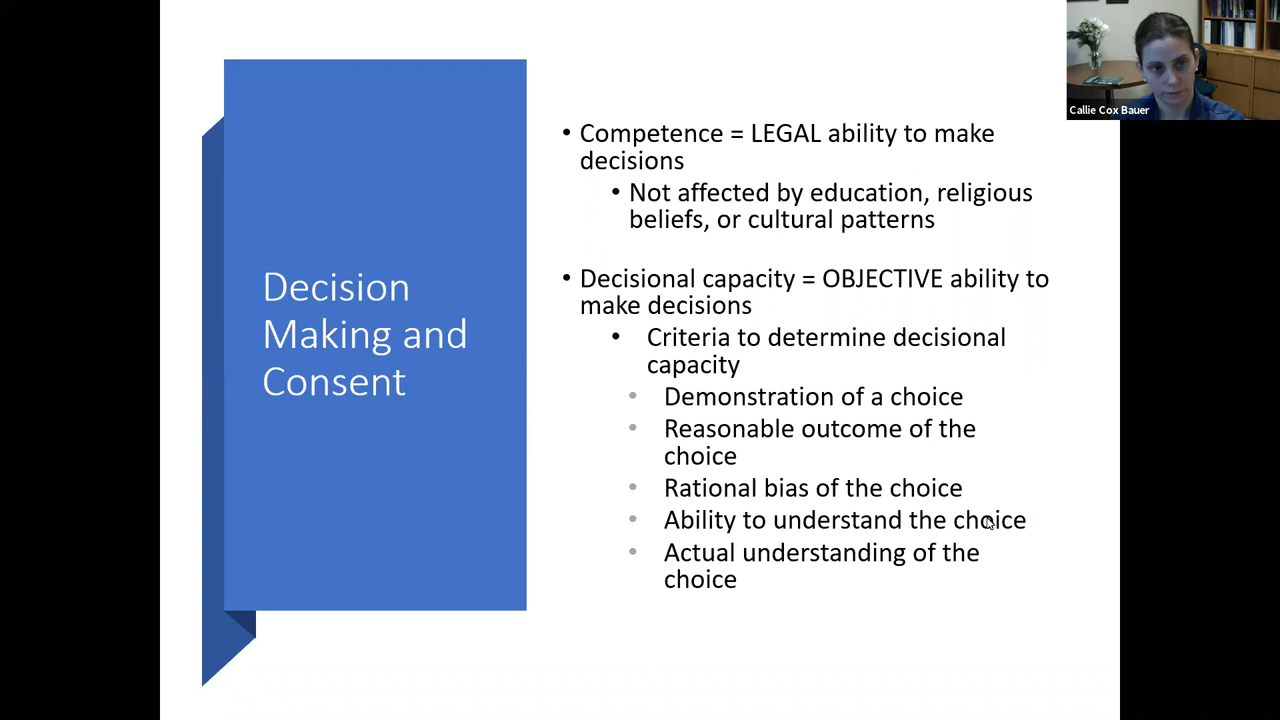 Callie Cox Bauer
Decision
Making and
Consent
• Competence = LEGAL ability to make
decisions
• Not affected by education, religious
beliefs, or cultural patterns
• Decisional capacity = OBJECTIVE ability to
make decisions
• Criteria to determine decisional
capacity
• Demonstration of a choice
• Reasonable outcome of the
choice
• Rational bias of the choice
• Ability to understand the choice
• Actual understanding of the
choice